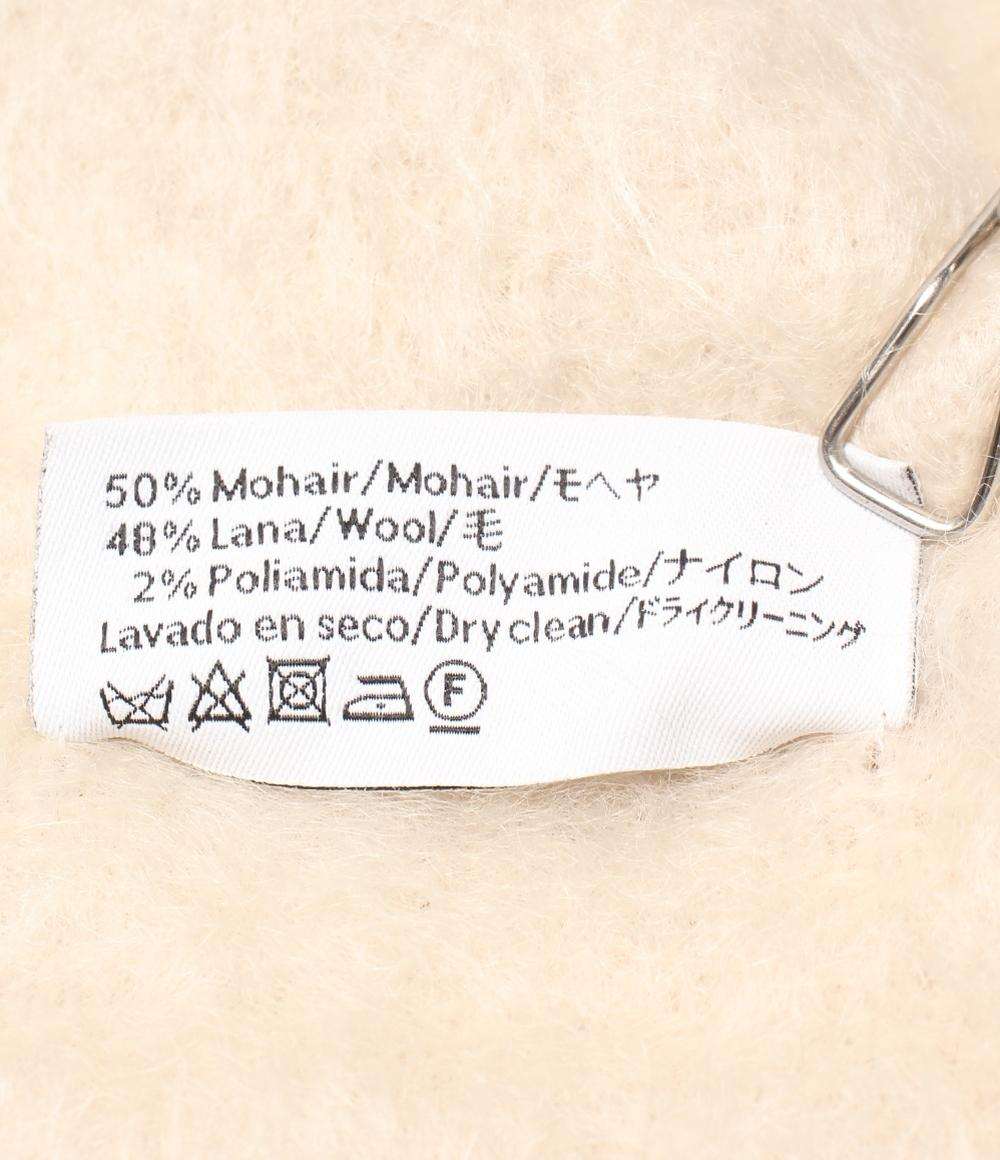 50% Mohair/Mohair/モヘヤ
48% Lana/Wool/毛
2% Poliamida/Polyamide/ナイロン
Lavado en seco/Dry clean/ドライクリーニング
F